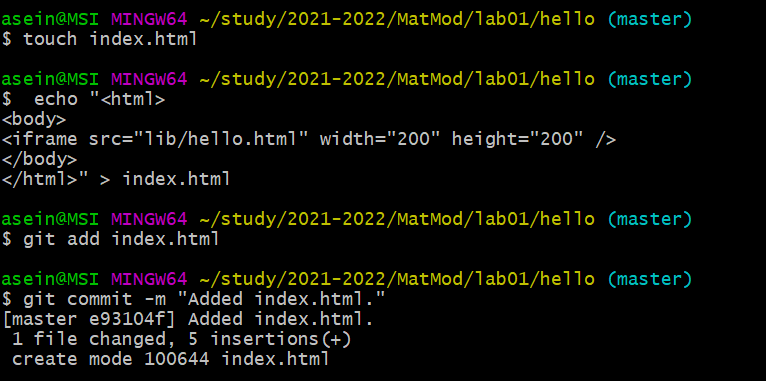 asein@MSI MINGW64 ~/study/2021-2022/MatMod/lab01/hello (master)
$ touch index.html
asein@MSI MINGW64 ~/study/2021-2022/MatMod/lab01/hello (master)
$  echo "<html>
<body>
<iframe src="lib/hello.html" width="200" height="200" />
</body>
</html>" > index.html
asein@MSI MINGW64 ~/study/2021-2022/MatMod/lab01/hello (master)
$ git add index.html
asein@MSI MINGW64 ~/study/2021-2022/MatMod/lab01/hello (master)
$ git commit -m "Added index.html."
[master e93104f] Added index.html.
 1 file changed, 5 insertions(+)
 create mode 100644 index.html